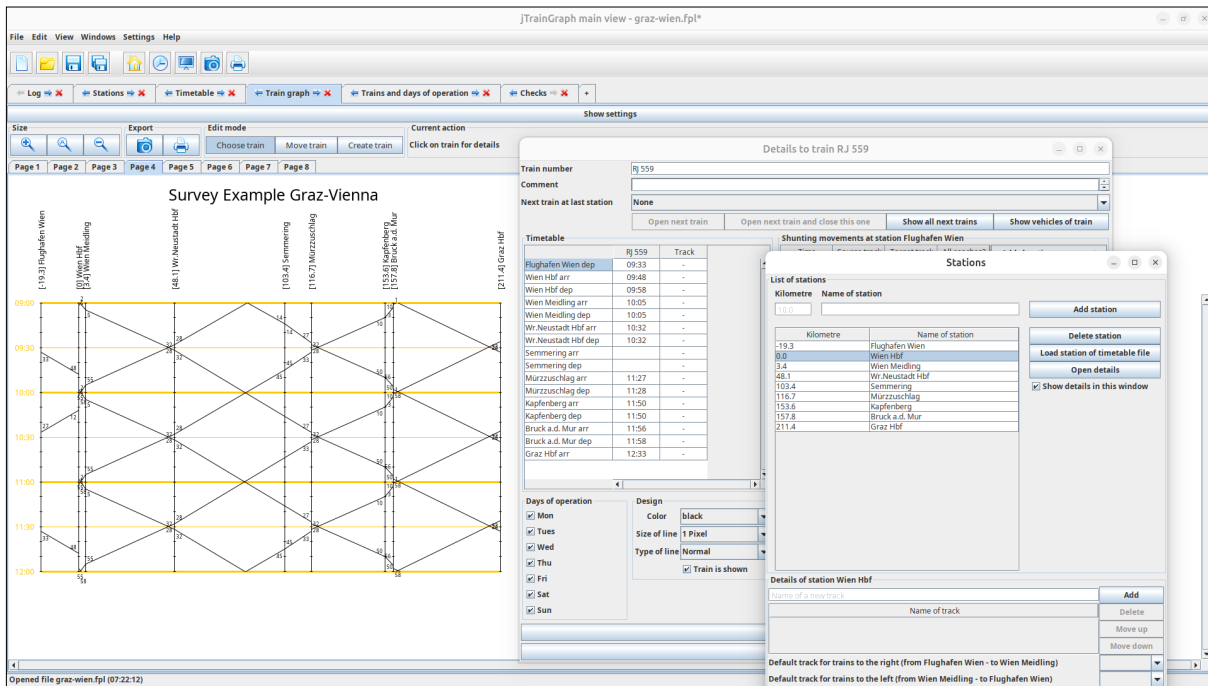 jTrainGraph main view - graz-wien.fpl*
File Edit View Windows Settings Help
Log Stations Timetable Train graph Trains and days of operation Checks +
Show settings
Size Export Edit mode Current action
Choose train Move train Create train Click on train for details
Page 1 Page 2 Page 3 Page 4 Page 5 Page 6 Page 7 Page 8
Survey Example Graz-Vienna
[-19.3] Flughafen Wien
[0] Wien Hbf
[3.4] Wien Meidling
[48.1] Wr.Neustadt Hbf
[103.4] Semmering
[116.7] Mürzzuschlag
[153.6] Kapfenberg
[157.8] Bruck a.d. Mur
[211.4] Graz Hbf
09:00
09:30
10:00
10:30
11:00
11:30
12:00
Details to train RJ 559
Train number RJ 559
Comment
Next train at last station None
Open next train Open next train and close this one Show all next trains Show vehicles of train
Timetable
RJ 559 Track
Flughafen Wien dep 09:33
Wien Hbf arr 09:48 -
Wien Hbf dep 09:58 -
Wien Meidling arr 10:05 -
Wien Meidling dep 10:05 -
Wr.Neustadt Hbf arr 10:32 -
Wr.Neustadt Hbf dep 10:32 -
Semmering arr -
Semmering dep -
Mürzzuschlag arr 11:27 -
Mürzzuschlag dep 11:28 -
Kapfenberg arr 11:50 -
Kapfenberg dep 11:50 -
Bruck a.d. Mur arr 11:56 -
Bruck a.d. Mur dep 11:58 -
Graz Hbf arr 12:33 -
Shunting movements at station Flughafen Wien
Days of operation
Mon
Tues
Wed
Thu
Fri
Sat
Sun
Design
Color black
Size of line 1 Pixel
Type of line Normal
Train is shown
Stations
List of stations
Kilometre Name of station
10.0 Add station
Kilometre Name of station
-19.3 Flughafen Wien
0.0 Wien Hbf
3.4 Wien Meidling
48.1 Wr.Neustadt Hbf
103.4 Semmering
116.7 Mürzzuschlag
153.6 Kapfenberg
157.8 Bruck a.d. Mur
211.4 Graz Hbf
Delete station
Load station of timetable file
Open details
Show details in this window
Details of station Wien Hbf
Name of a new track Add
Name of track Delete
Move up
Move down
Default track for trains to the right (from Flughafen Wien - to Wien Meidling)
Default track for trains to the left (from Wien Meidling - to Flughafen Wien)
Opened file graz-wien.fpl (07:22:12)